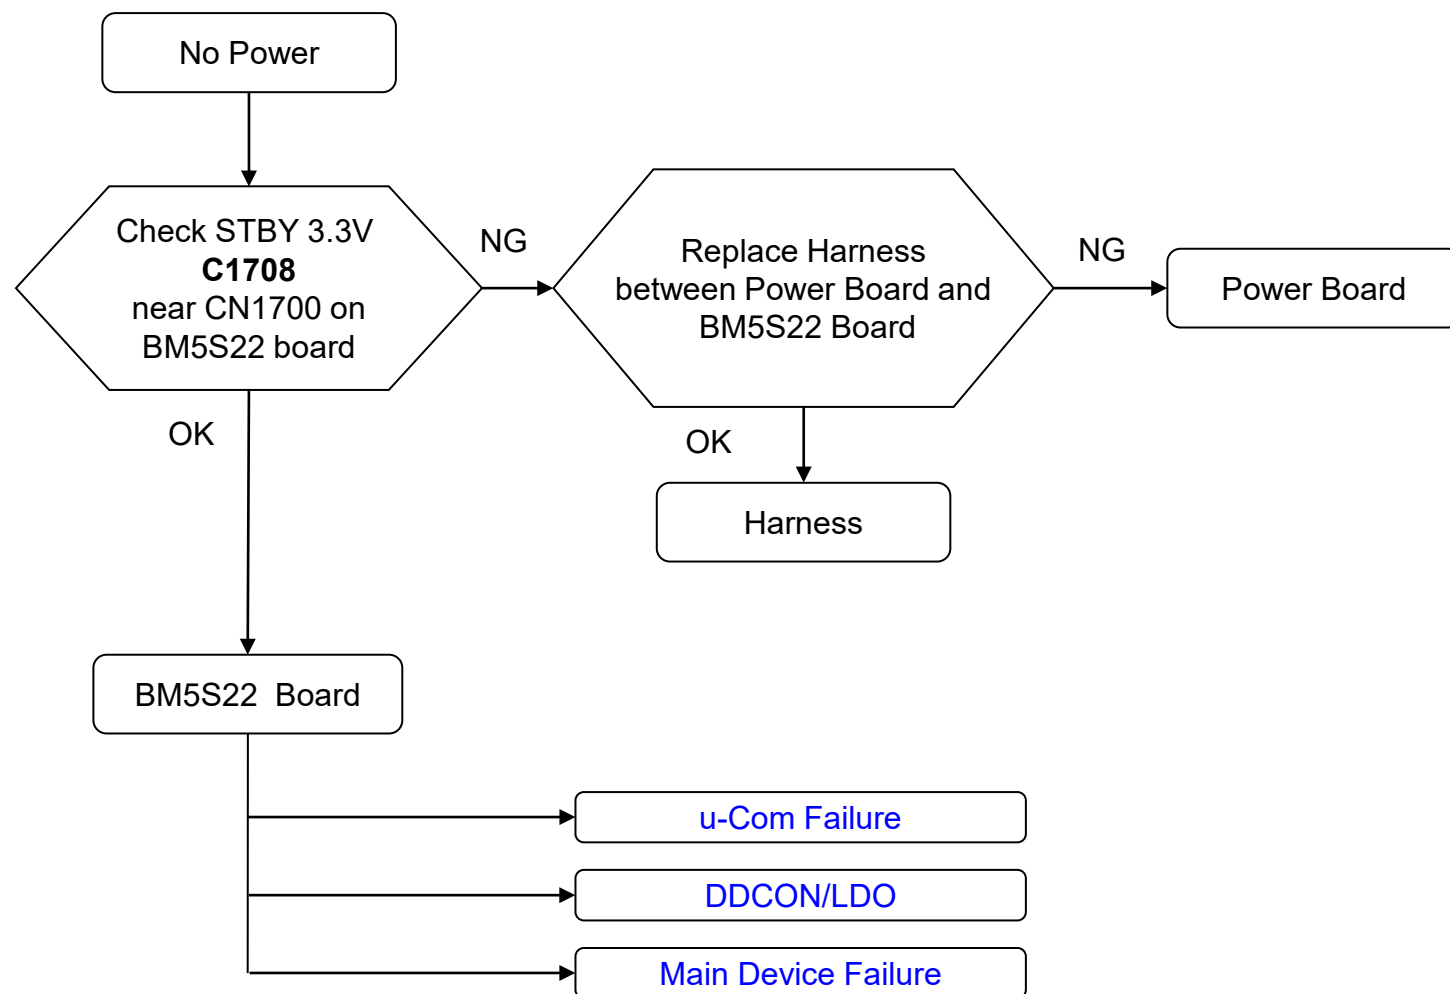 No Power
Check STBY 3.3V
C1708
near CN1700 on
BM5S22 board
NG
Replace Harness
between Power Board and
BM5S22 Board
NG
Power Board
OK
OK
Harness
BM5S22  Board
u-Com Failure
DDCON/LDO
Main Device Failure